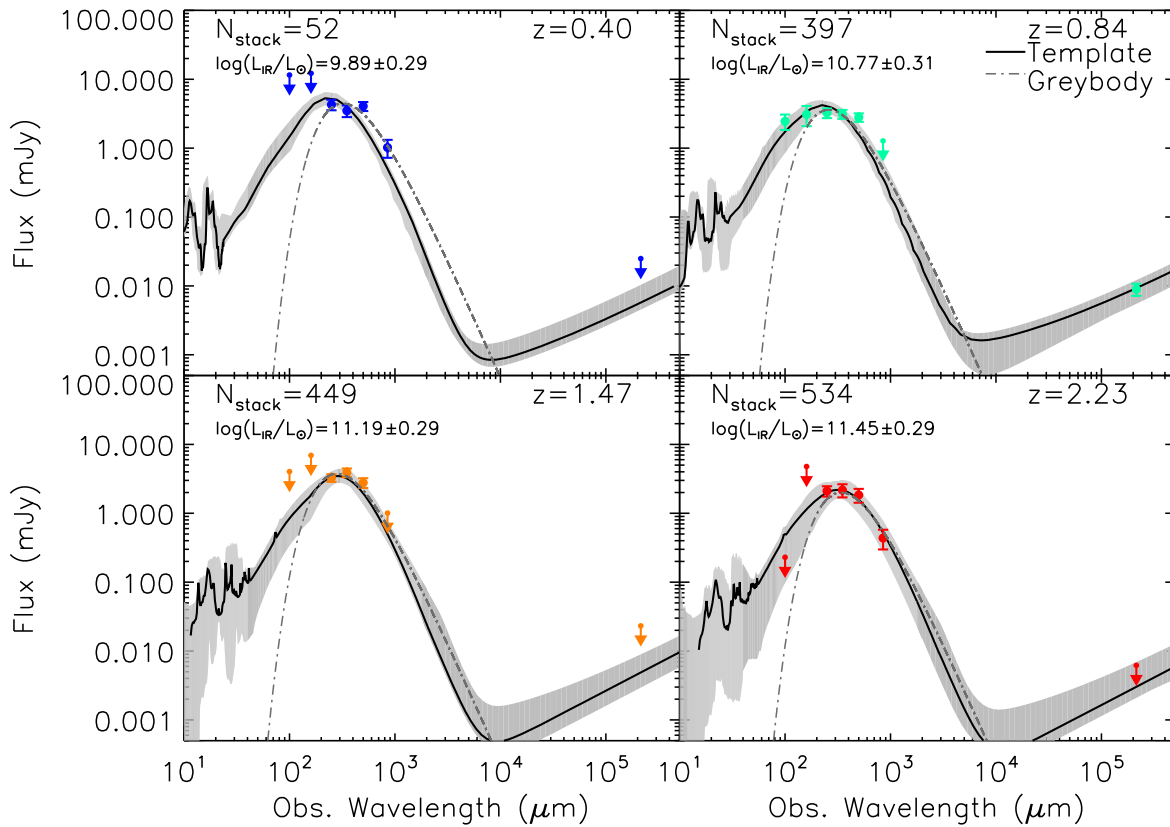 N_stack=52 z=0.40
log(L_IR/L_⊙)=9.89±0.29
N_stack=397 z=0.84
log(L_IR/L_⊙)=10.77±0.31
Template
Greybody
100.000
10.000
1.000
0.100
0.010
0.001
Flux (mJy)
N_stack=449 z=1.47
log(L_IR/L_⊙)=11.19±0.29
N_stack=534 z=2.23
log(L_IR/L_⊙)=11.45±0.29
100.000
10.000
1.000
0.100
0.010
0.001
Flux (mJy)
10^1 10^2 10^3 10^4 10^5 10^1 10^2 10^3 10^4 10^5
Obs. Wavelength (μm) Obs. Wavelength (μm)